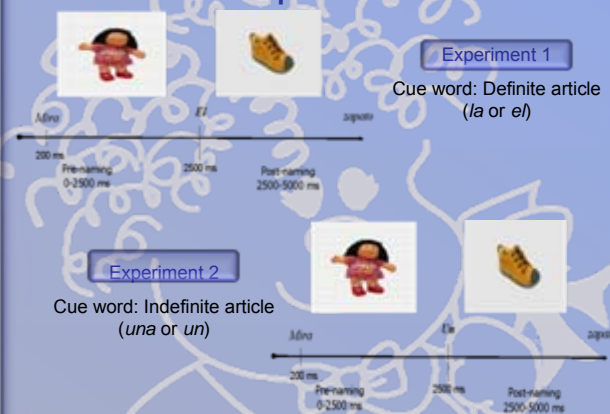 Experiment 1
Cue word: Definite article
(la or el)
Mira
El
zapato
200 ms
2500 ms
Pre-naming
0-2500 ms
Post-naming
2500-5000 ms
Experiment 2
Cue word: Indefinite article
(una or un)
Mira
Un
200 ms
2500 ms
Pre-naming
0-2500 ms
Post-naming
2500-5000 ms